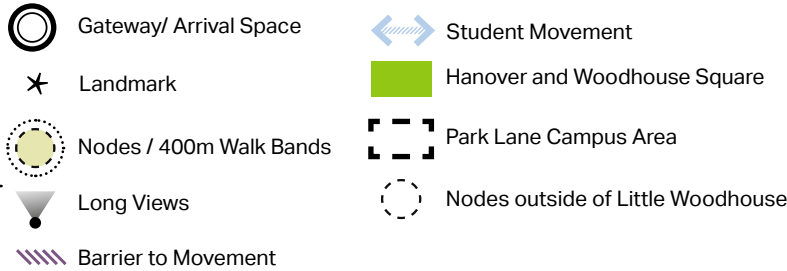 Gateway/ Arrival Space
Landmark
Nodes / 400m Walk Bands
Long Views
Barrier to Movement
Student Movement
Hanover and Woodhouse Square
Park Lane Campus Area
Nodes outside of Little Woodhouse